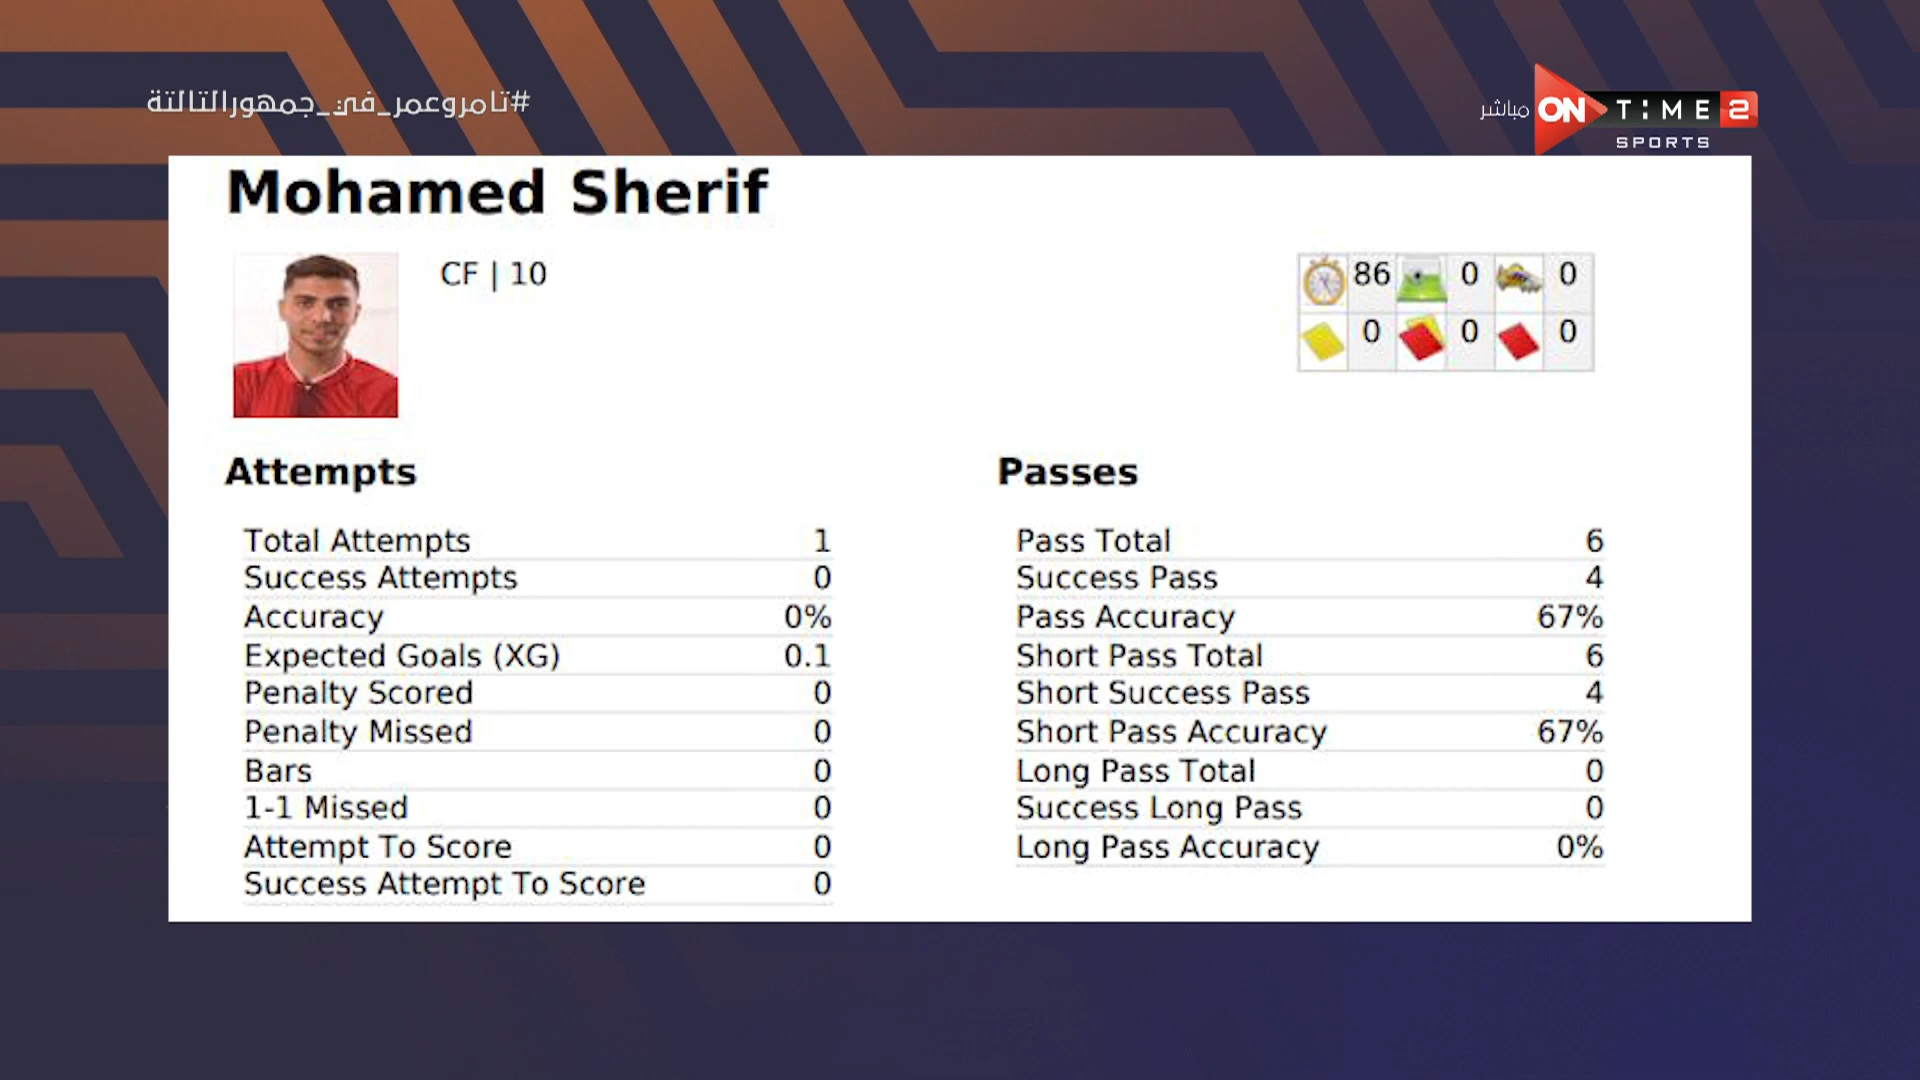 #تامروعمر_في_جمهورالتالتة
مباشر ON TIME 2
SPORTS
Mohamed Sherif
CF | 10
86 0 0
0 0 0
Attempts
Total Attempts 1
Success Attempts 0
Accuracy 0%
Expected Goals (XG) 0.1
Penalty Scored 0
Penalty Missed 0
Bars 0
1-1 Missed 0
Attempt To Score 0
Success Attempt To Score 0
Passes
Pass Total 6
Success Pass 4
Pass Accuracy 67%
Short Pass Total 6
Short Success Pass 4
Short Pass Accuracy 67%
Long Pass Total 0
Success Long Pass 0
Long Pass Accuracy 0%